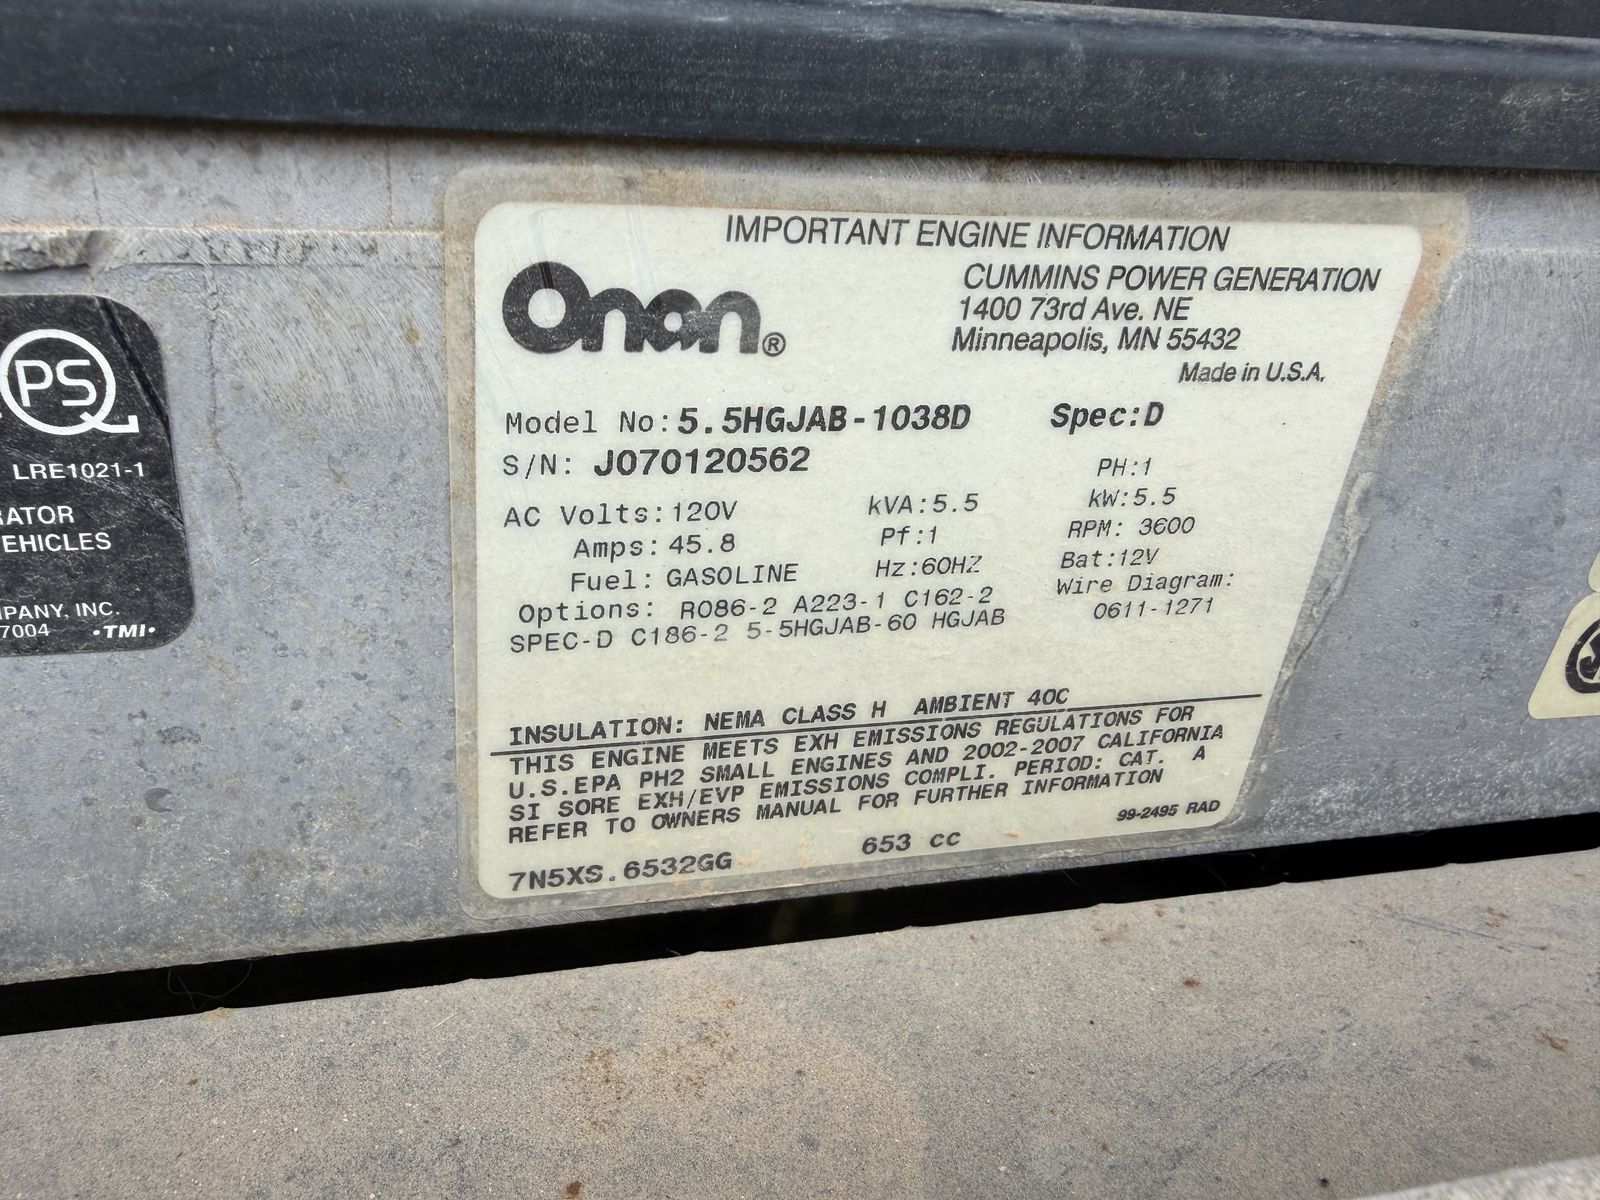 IMPORTANT ENGINE INFORMATION
Onan®
CUMMINS POWER GENERATION
1400 73rd Ave. NE
Minneapolis, MN 55432
Made in U.S.A.
Model No: 5.5HGJAB-1038D Spec:D
S/N: J070120562 PH:1
AC Volts:120V kVA:5.5 kW:5.5
Amps: 45.8 Pf:1 RPM: 3600
Fuel: GASOLINE Hz:60HZ Bat:12V
Options: R086-2 A223-1 C162-2 Wire Diagram:
SPEC-D C186-2 5-5HGJAB-60 HGJAB 0611-1271
INSULATION: NEMA CLASS H AMBIENT 40C
THIS ENGINE MEETS EXH EMISSIONS REGULATIONS FOR
U.S.EPA PH2 SMALL ENGINES AND 2002-2007 CALIFORNIA
SI SORE EXH/EVP EMISSIONS COMPLI. PERIOD: CAT. A
REFER TO OWNERS MANUAL FOR FURTHER INFORMATION
99-2495 RAD
7N5XS.6532GG 653 cc
PS
LRE1021-1
RATOR
EHICLES
MPANY, INC.
7004 •TMI•